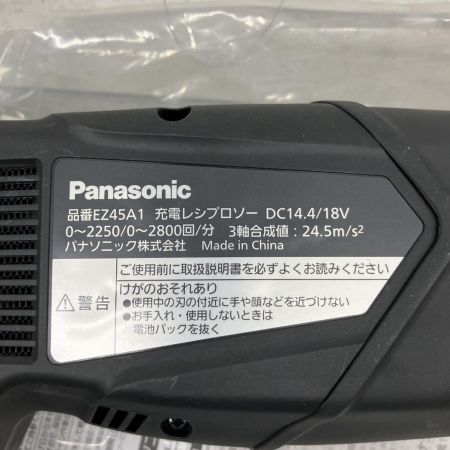 Panasonic
品番EZ45A1 充電レシプロソー DC14.4/18V
0～2250/0～2800回/分 3軸合成値：24.5m/s²
パナソニック株式会社 Made in China
ご使用前に取扱説明書を必ずよくお読みください
⚠警告
けがのおそれあり
●使用中の刃の付近に手や顔などを近づけない
●お手入れ・使用しないときは
電池パックを抜く